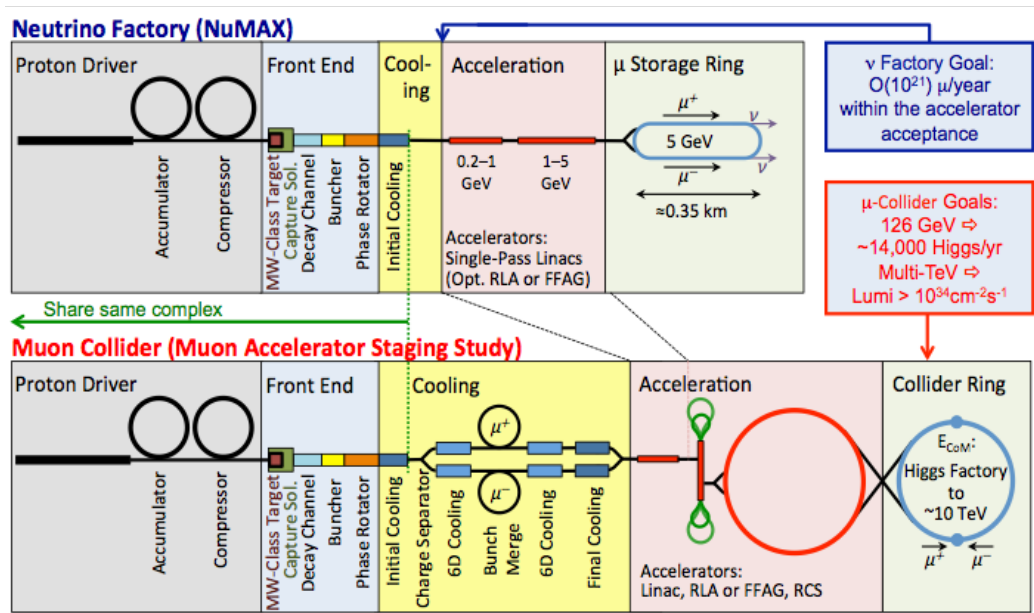 Neutrino Factory (NuMAX)
Proton Driver
Front End
Cool-
ing
Acceleration
μ Storage Ring
Accumulator
Compressor
MW-Class Target
Capture Sol.
Decay Channel
Buncher
Phase Rotator
Initial Cooling
0.2–1
GeV
1–5
GeV
Accelerators:
Single-Pass Linacs
(Opt. RLA or FFAG)
μ+
ν
5 GeV
μ−
ν
≈0.35 km
ν Factory Goal:
O(10²¹) μ/year
within the accelerator
acceptance
μ-Collider Goals:
126 GeV ⇨
~14,000 Higgs/yr
Multi-TeV ⇨
Lumi > 10³⁴cm⁻²s⁻¹
Share same complex
Muon Collider (Muon Accelerator Staging Study)
Proton Driver
Front End
Cooling
Acceleration
Collider Ring
Accumulator
Compressor
MW-Class Target
Capture Sol.
Decay Channel
Buncher
Phase Rotator
Initial Cooling
Charge Separator
μ+
μ−
6D Cooling
Bunch
Merge
6D Cooling
Final Cooling
Accelerators:
Linac, RLA or FFAG, RCS
E_CoM:
Higgs Factory
to
~10 TeV
μ+ μ−